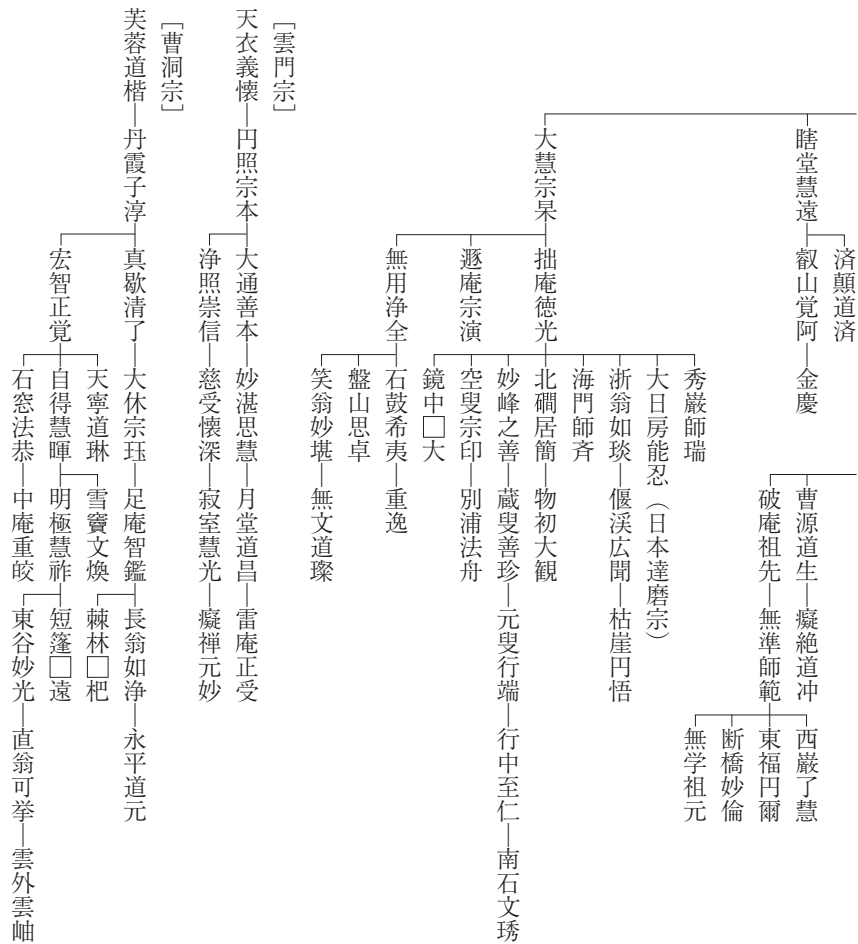 済顛道済
瞎堂慧遠―叡山覚阿―金慶
曹源道生―癡絶道冲
破庵祖先―無準師範
西巌了慧
東福円爾
断橋妙倫
無学祖元
大慧宗杲―拙庵徳光
秀巌師瑞
大日房能忍（日本達磨宗）
浙翁如琰―偃渓広聞―枯崖円悟
海門師斉
北磵居簡―物初大観
妙峰之善―蔵叟善珍―元叟行端―行中至仁―南石文琇
空叟宗印―別浦法舟
鏡中□大
遯庵宗演
無用浄全―石鼓希夷―重逸
盤山思卓
笑翁妙堪―無文道璨
［雲門宗］
天衣義懐―円照宗本―大通善本―妙湛思慧―月堂道昌―雷庵正受
浄照崇信―慈受懐深―寂室慧光―癡禅元妙
［曹洞宗］
芙蓉道楷―丹霞子淳―真歇清了―大休宗珏―足庵智鑑―長翁如浄―永平道元
棘林□杷
宏智正覚―天寧道琳
自得慧暉―雪竇文煥
明極慧祚―短篷□遠
東谷妙光―直翁可挙―雲外雲岫
石窓法恭―中庵重皎